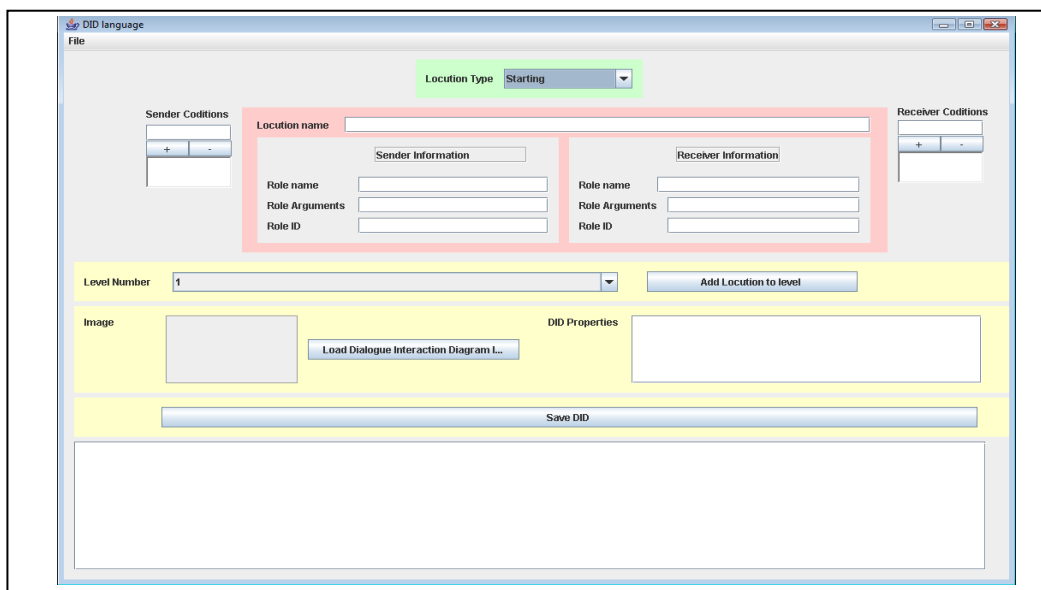 DID language
File
Locution Type Starting
Sender Coditions
Receiver Coditions
Locution name
+ -
+ -
Sender Information
Receiver Information
Role name
Role name
Role Arguments
Role Arguments
Role ID
Role ID
Level Number 1 Add Locution to level
Image
DID Properties
Load Dialogue Interaction Diagram I...
Save DID